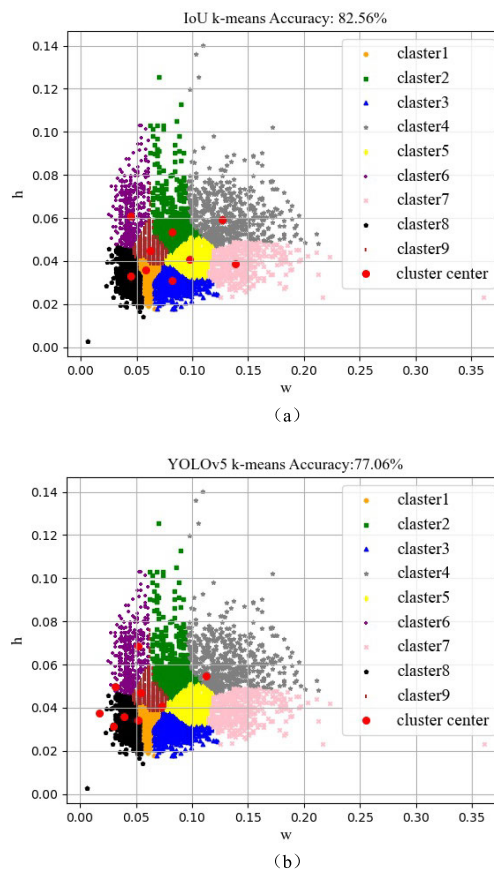 IoU k-means Accuracy: 82.56%
0.14
0.12
0.10
0.08
0.06
0.04
0.02
0.00
h
claster1
claster2
claster3
claster4
claster5
claster6
claster7
claster8
claster9
cluster center
0.00 0.05 0.10 0.15 0.20 0.25 0.30 0.35
w
(a)
YOLOv5 k-means Accuracy:77.06%
0.14
0.12
0.10
0.08
0.06
0.04
0.02
0.00
h
claster1
claster2
claster3
claster4
claster5
claster6
claster7
claster8
claster9
cluster center
0.00 0.05 0.10 0.15 0.20 0.25 0.30 0.35
w
(b)